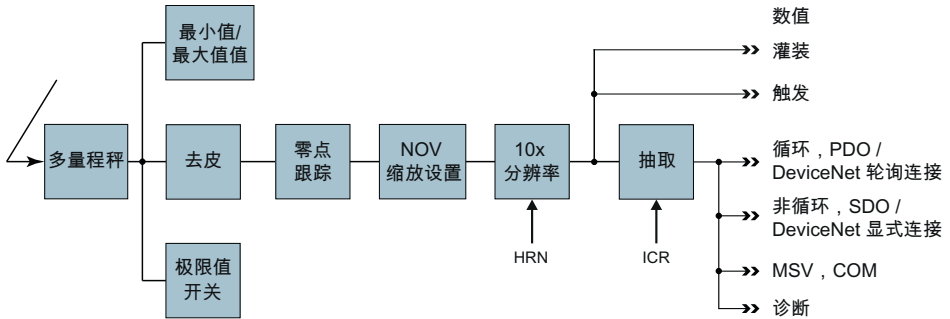 最小值/
最大值值
多量程秤
去皮
零点
跟踪
NOV
缩放设置
10x
分辨率
抽取
极限值
开关
HRN
ICR
数值
灌装
触发
循环，PDO /
DeviceNet 轮询连接
非循环，SDO /
DeviceNet 显式连接
MSV，COM
诊断